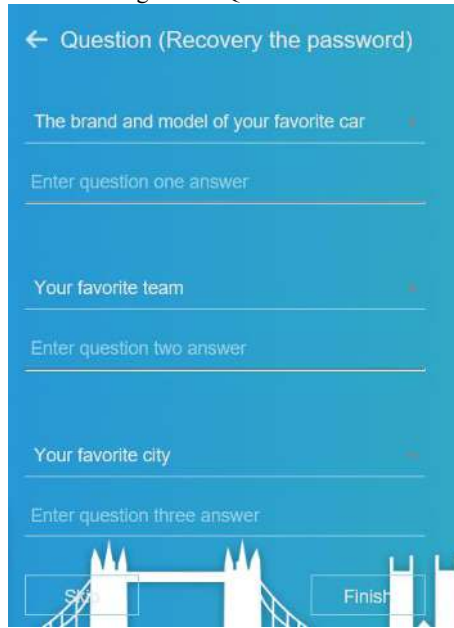 ← Question (Recovery the password)
The brand and model of your favorite car
Enter question one answer
Your favorite team
Enter question two answer
Your favorite city
Enter question three answer
Skip Finish